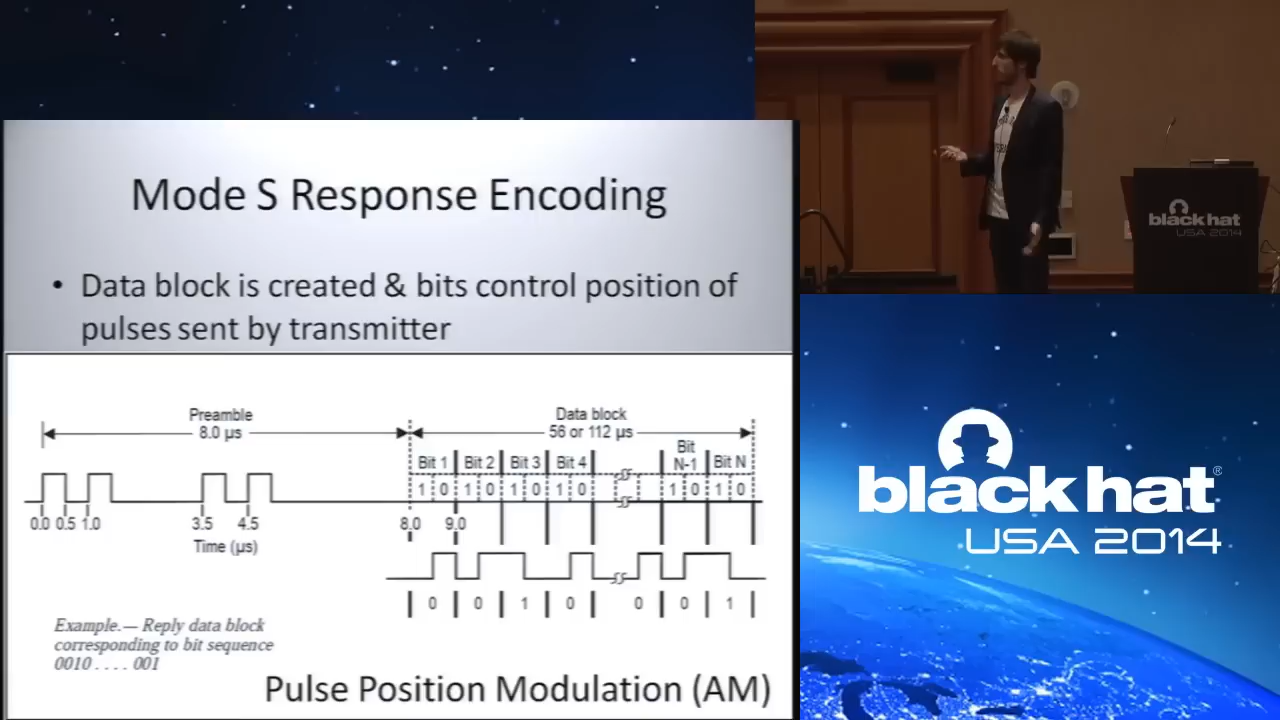 Mode S Response Encoding
• Data block is created & bits control position of
pulses sent by transmitter
Preamble
8.0 µs
Data block
56 or 112 µs
Bit 1 Bit 2 Bit 3 Bit 4 Bit N-1 Bit N
1 0 1 0 1 0 1 0 1 0 1 0
0.0 0.5 1.0 3.5 4.5 8.0 9.0
Time (µs)
0 0 1 0 0 0 1
Example.— Reply data block
corresponding to bit sequence
0010 . . . . 001
Pulse Position Modulation (AM)
black hat
USA 2014
black hat®
USA 2014